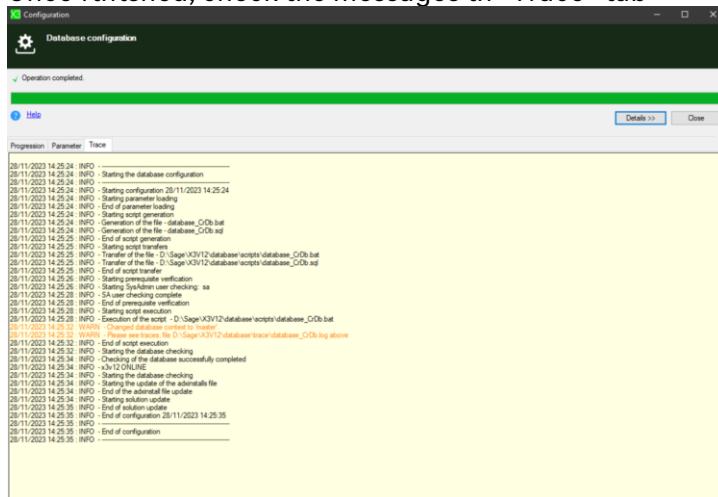 Once finished, check the messages in "Trace" tab
Configuration
Database configuration
Operation completed.
Help
Details >>
Close
Progression Parameter Trace
28/11/2023 14:25:24 : INFO - --------------------------------------------------
28/11/2023 14:25:24 : INFO - Starting the database configuration
28/11/2023 14:25:24 : INFO - --------------------------------------------------
28/11/2023 14:25:24 : INFO - Starting configuration 28/11/2023 14:25:24
28/11/2023 14:25:24 : INFO - Starting parameter loading
28/11/2023 14:25:24 : INFO - End of parameter loading
28/11/2023 14:25:24 : INFO - Starting script generation
28/11/2023 14:25:24 : INFO - Generation of the file - database_CrDb.bat
28/11/2023 14:25:24 : INFO - Generation of the file - database_CrDb.sql
28/11/2023 14:25:25 : INFO - End of script generation
28/11/2023 14:25:25 : INFO - Starting script transfers
28/11/2023 14:25:25 : INFO - Transfer of the file - D:\Sage\X3V12\database\scripts\database_CrDb.bat
28/11/2023 14:25:25 : INFO - Transfer of the file - D:\Sage\X3V12\database\scripts\database_CrDb.sql
28/11/2023 14:25:26 : INFO - End of script transfer
28/11/2023 14:25:26 : INFO - Starting prerequisite verification
28/11/2023 14:25:26 : INFO - Starting SysAdmin user checking: sa
28/11/2023 14:25:28 : INFO - SA user checking complete
28/11/2023 14:25:28 : INFO - End of prerequisite verification
28/11/2023 14:25:28 : INFO - Starting script execution
28/11/2023 14:25:28 : INFO - Execution of the script - D:\Sage\X3V12\database\scripts\database_CrDb.bat
28/11/2023 14:25:32 : WARN - Changed database context to 'master'.
28/11/2023 14:25:32 : WARN - Please see traces, file D:\Sage\X3V12\database\trace\database_CrDb.log above
28/11/2023 14:25:32 : INFO - End of script execution
28/11/2023 14:25:32 : INFO - Starting the database checking
28/11/2023 14:25:34 : INFO - Checking of the database successfully completed
28/11/2023 14:25:34 : INFO - x3v12 ONLINE
28/11/2023 14:25:34 : INFO - Starting the database checking
28/11/2023 14:25:34 : INFO - Starting the update of the adxinstalls file
28/11/2023 14:25:34 : INFO - End of the adxinstall file update
28/11/2023 14:25:34 : INFO - Starting solution update
28/11/2023 14:25:35 : INFO - End of solution update
28/11/2023 14:25:35 : INFO - End of configuration 28/11/2023 14:25:35
28/11/2023 14:25:35 : INFO - --------------------------------------------------
28/11/2023 14:25:35 : INFO - End of configuration
28/11/2023 14:25:35 : INFO - --------------------------------------------------